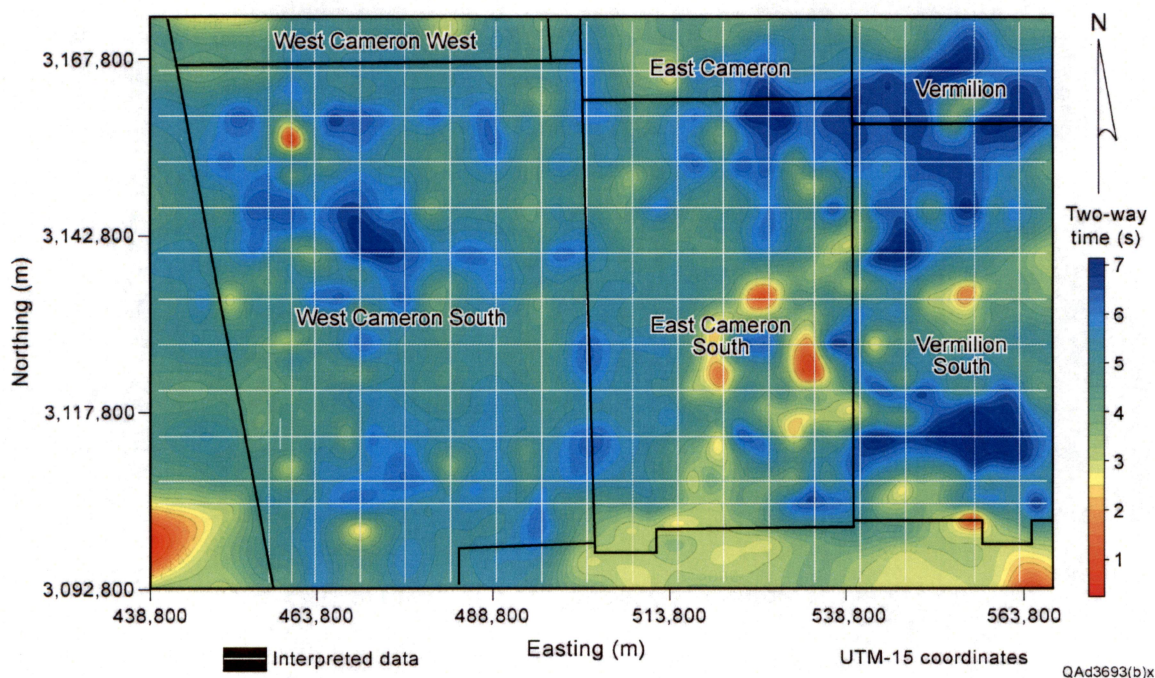 N
3,167,800
West Cameron West
East Cameron
Vermilion
Two-way
time (s)
3,142,800
7
6
5
4
3
2
1
Northing (m)
West Cameron South
East Cameron
South
Vermilion
South
3,117,800
3,092,800
438,800
463,800
488,800
513,800
538,800
563,800
Easting (m)
Interpreted data
UTM-15 coordinates
QAd3693(b)x